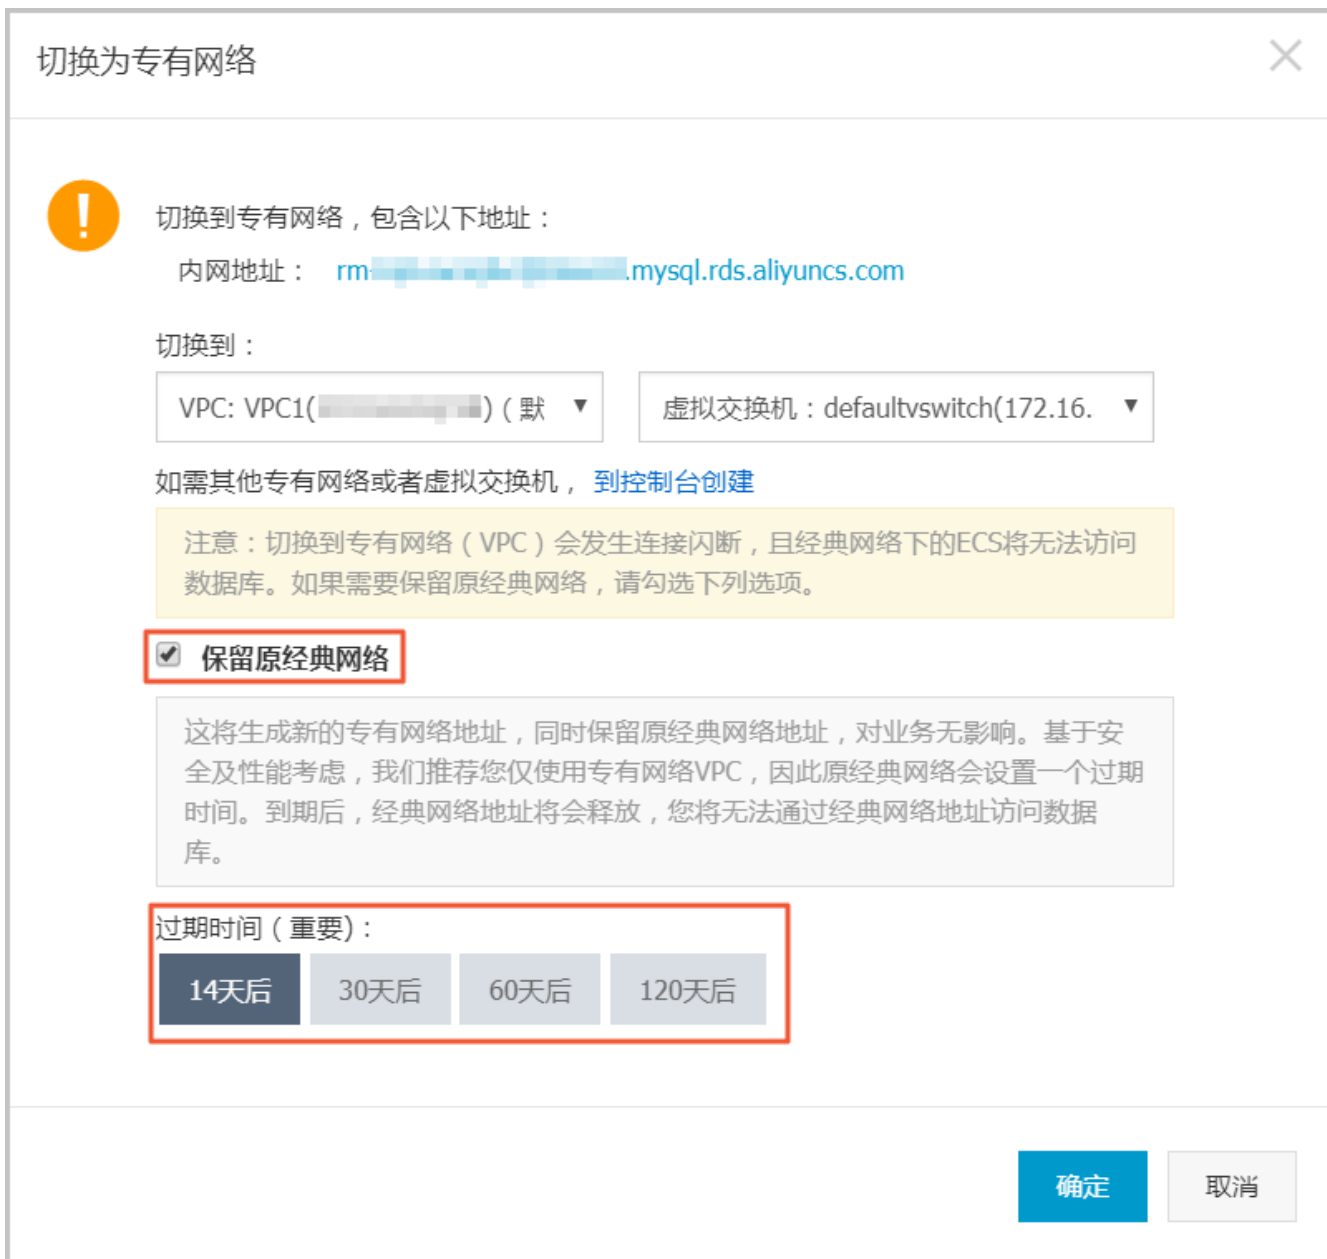 切换为专有网络
切换到专有网络，包含以下地址：
内网地址： rm- .mysql.rds.aliyuncs.com
切换到：
VPC: VPC1( )（默 虚拟交换机：defaultvswitch(172.16.
如需其他专有网络或者虚拟交换机， 到控制台创建
注意：切换到专有网络（VPC）会发生连接闪断，且经典网络下的ECS将无法访问
数据库。如果需要保留原经典网络，请勾选下列选项。
保留原经典网络
这将生成新的专有网络地址，同时保留原经典网络地址，对业务无影响。基于安
全及性能考虑，我们推荐您仅使用专有网络VPC，因此原经典网络会设置一个过期
时间。到期后，经典网络地址将会释放，您将无法通过经典网络地址访问数据
库。
过期时间（重要)：
14天后 30天后 60天后 120天后
确定 取消